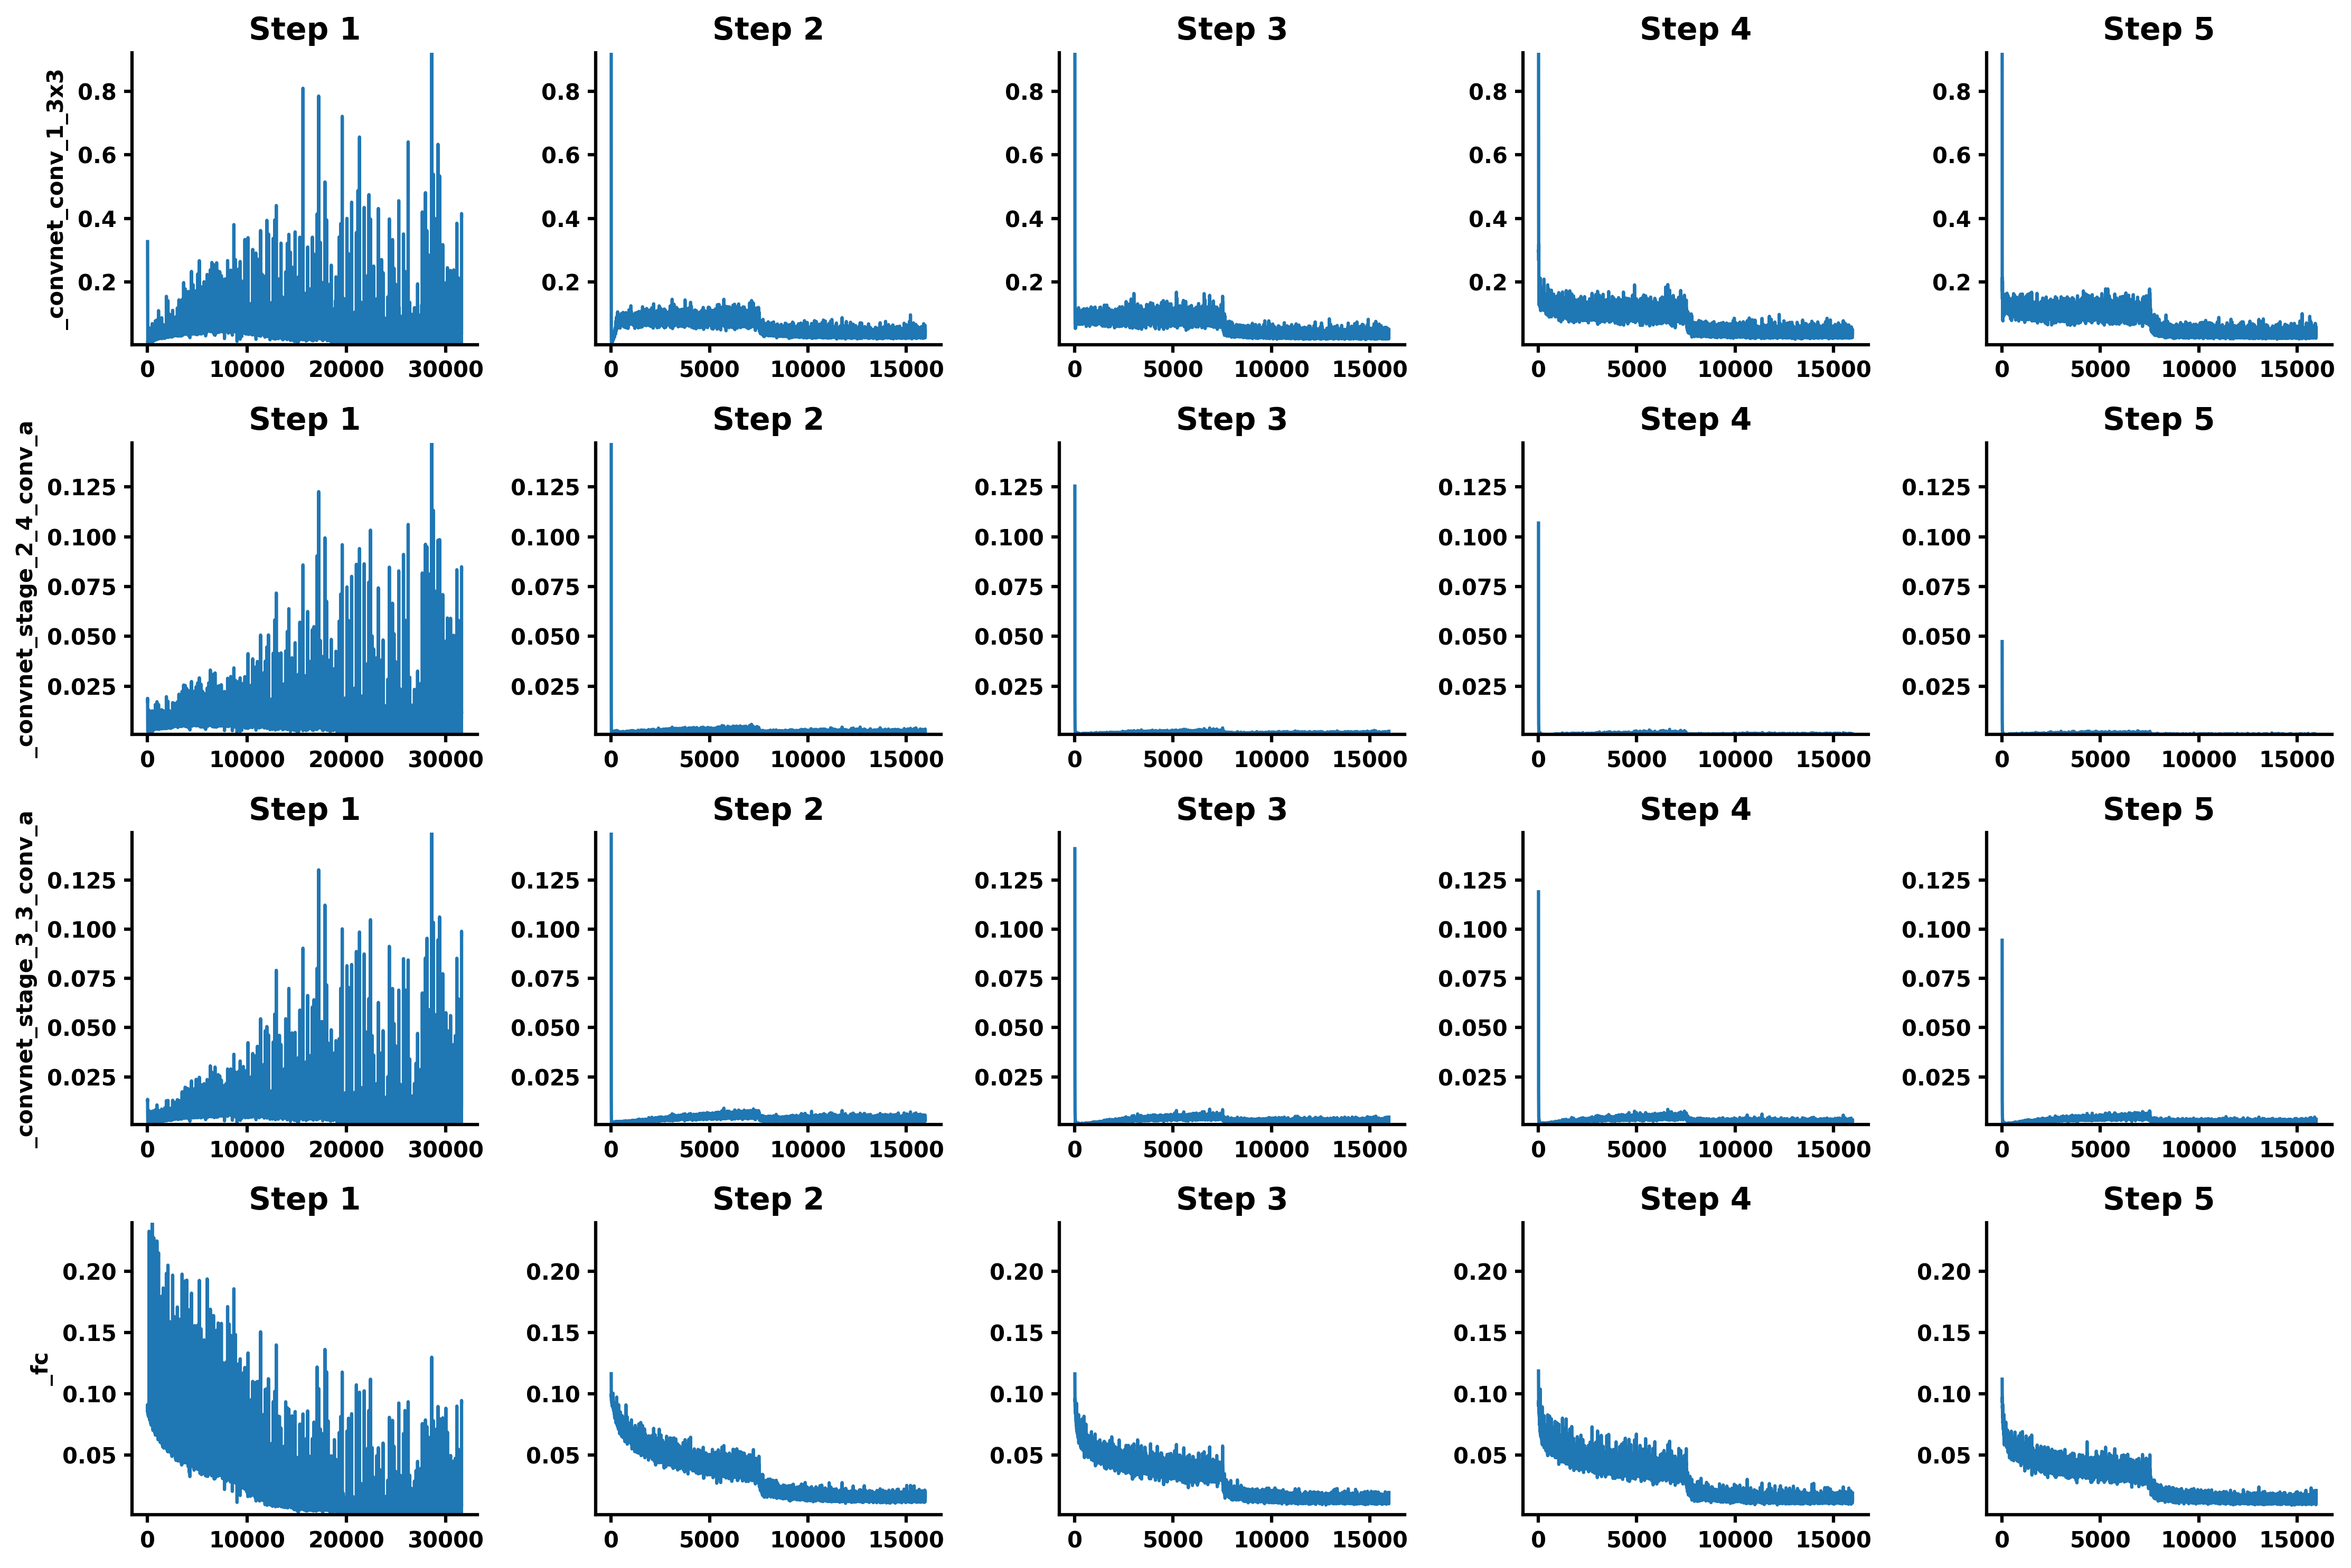 Step 1 Step 2 Step 3 Step 4 Step 5
_convnet_conv_1_3x3
0.8 0.8 0.8 0.8 0.8
0.6 0.6 0.6 0.6 0.6
0.4 0.4 0.4 0.4 0.4
0.2 0.2 0.2 0.2 0.2
0 10000 20000 30000 0 5000 10000 15000 0 5000 10000 15000 0 5000 10000 15000 0 5000 10000 15000
Step 1 Step 2 Step 3 Step 4 Step 5
_convnet_stage_2_4_conv_a
0.125 0.125 0.125 0.125 0.125
0.100 0.100 0.100 0.100 0.100
0.075 0.075 0.075 0.075 0.075
0.050 0.050 0.050 0.050 0.050
0.025 0.025 0.025 0.025 0.025
0 10000 20000 30000 0 5000 10000 15000 0 5000 10000 15000 0 5000 10000 15000 0 5000 10000 15000
Step 1 Step 2 Step 3 Step 4 Step 5
_convnet_stage_3_3_conv_a
0.125 0.125 0.125 0.125 0.125
0.100 0.100 0.100 0.100 0.100
0.075 0.075 0.075 0.075 0.075
0.050 0.050 0.050 0.050 0.050
0.025 0.025 0.025 0.025 0.025
0 10000 20000 30000 0 5000 10000 15000 0 5000 10000 15000 0 5000 10000 15000 0 5000 10000 15000
Step 1 Step 2 Step 3 Step 4 Step 5
_fc
0.20 0.20 0.20 0.20 0.20
0.15 0.15 0.15 0.15 0.15
0.10 0.10 0.10 0.10 0.10
0.05 0.05 0.05 0.05 0.05
0 10000 20000 30000 0 5000 10000 15000 0 5000 10000 15000 0 5000 10000 15000 0 5000 10000 15000